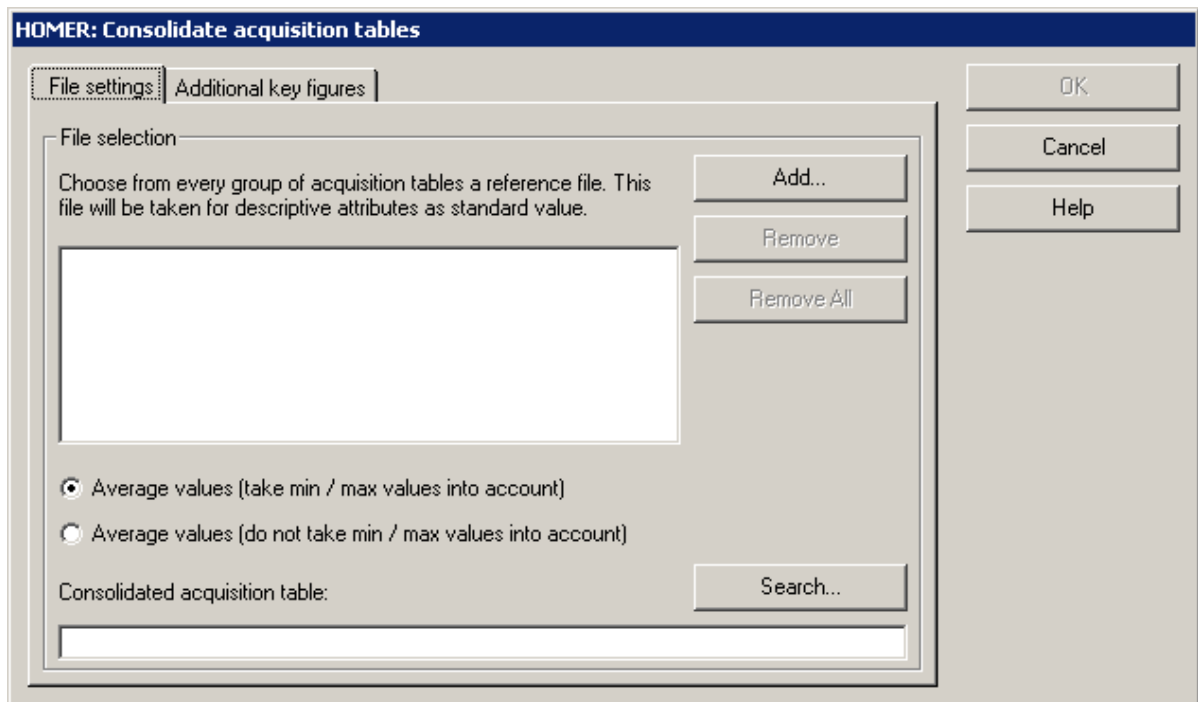 HOMER: Consolidate acquisition tables
File settings
Additional key figures
OK
File selection
Cancel
Choose from every group of acquisition tables a reference file. This
file will be taken for descriptive attributes as standard value.
Add...
Help
Remove
Remove All
Average values (take min / max values into account)
Average values (do not take min / max values into account)
Consolidated acquisition table:
Search...